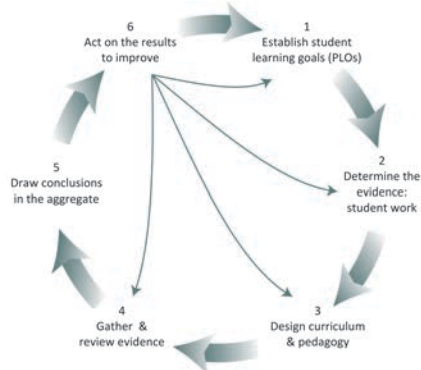 6
Act on the results
to improve
1
Establish student
learning goals (PLOs)
2
Determine the
evidence:
student work
3
Design curriculum
& pedagogy
4
Gather &
review evidence
5
Draw conclusions
in the aggregate